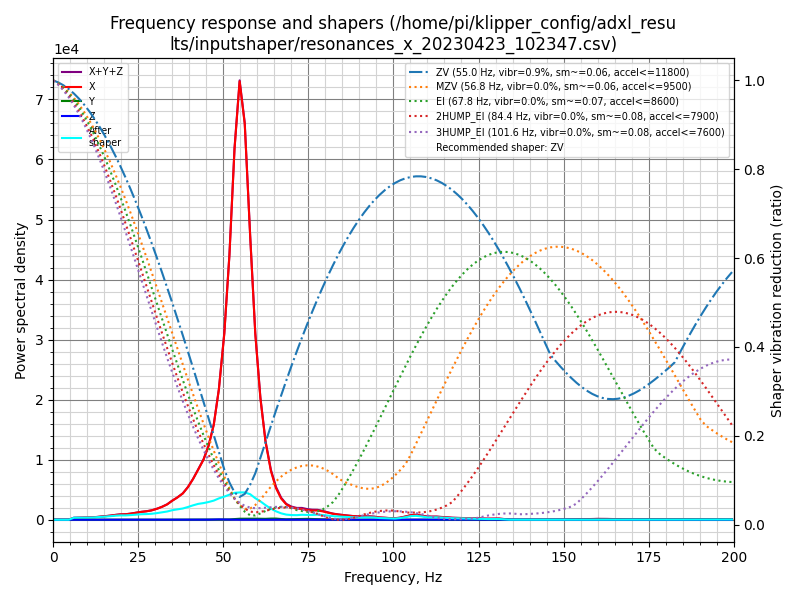 Frequency response and shapers (/home/pi/klipper_config/adxl_resu
lts/inputshaper/resonances_x_20230423_102347.csv)
1e4
X+Y+Z
X
Y
Z
After
shaper
ZV (55.0 Hz, vibr=0.9%, sm~=0.06, accel<=11800)
MZV (56.8 Hz, vibr=0.0%, sm~=0.06, accel<=9500)
EI (67.8 Hz, vibr=0.0%, sm~=0.07, accel<=8600)
2HUMP_EI (84.4 Hz, vibr=0.0%, sm~=0.08, accel<=7900)
3HUMP_EI (101.6 Hz, vibr=0.0%, sm~=0.08, accel<=7600)
Recommended shaper: ZV
Power spectral density
7
6
5
4
3
2
1
0
1.0
0.8
0.6
0.4
0.2
0.0
Shaper vibration reduction (ratio)
0 25 50 75 100 125 150 175 200
Frequency, Hz